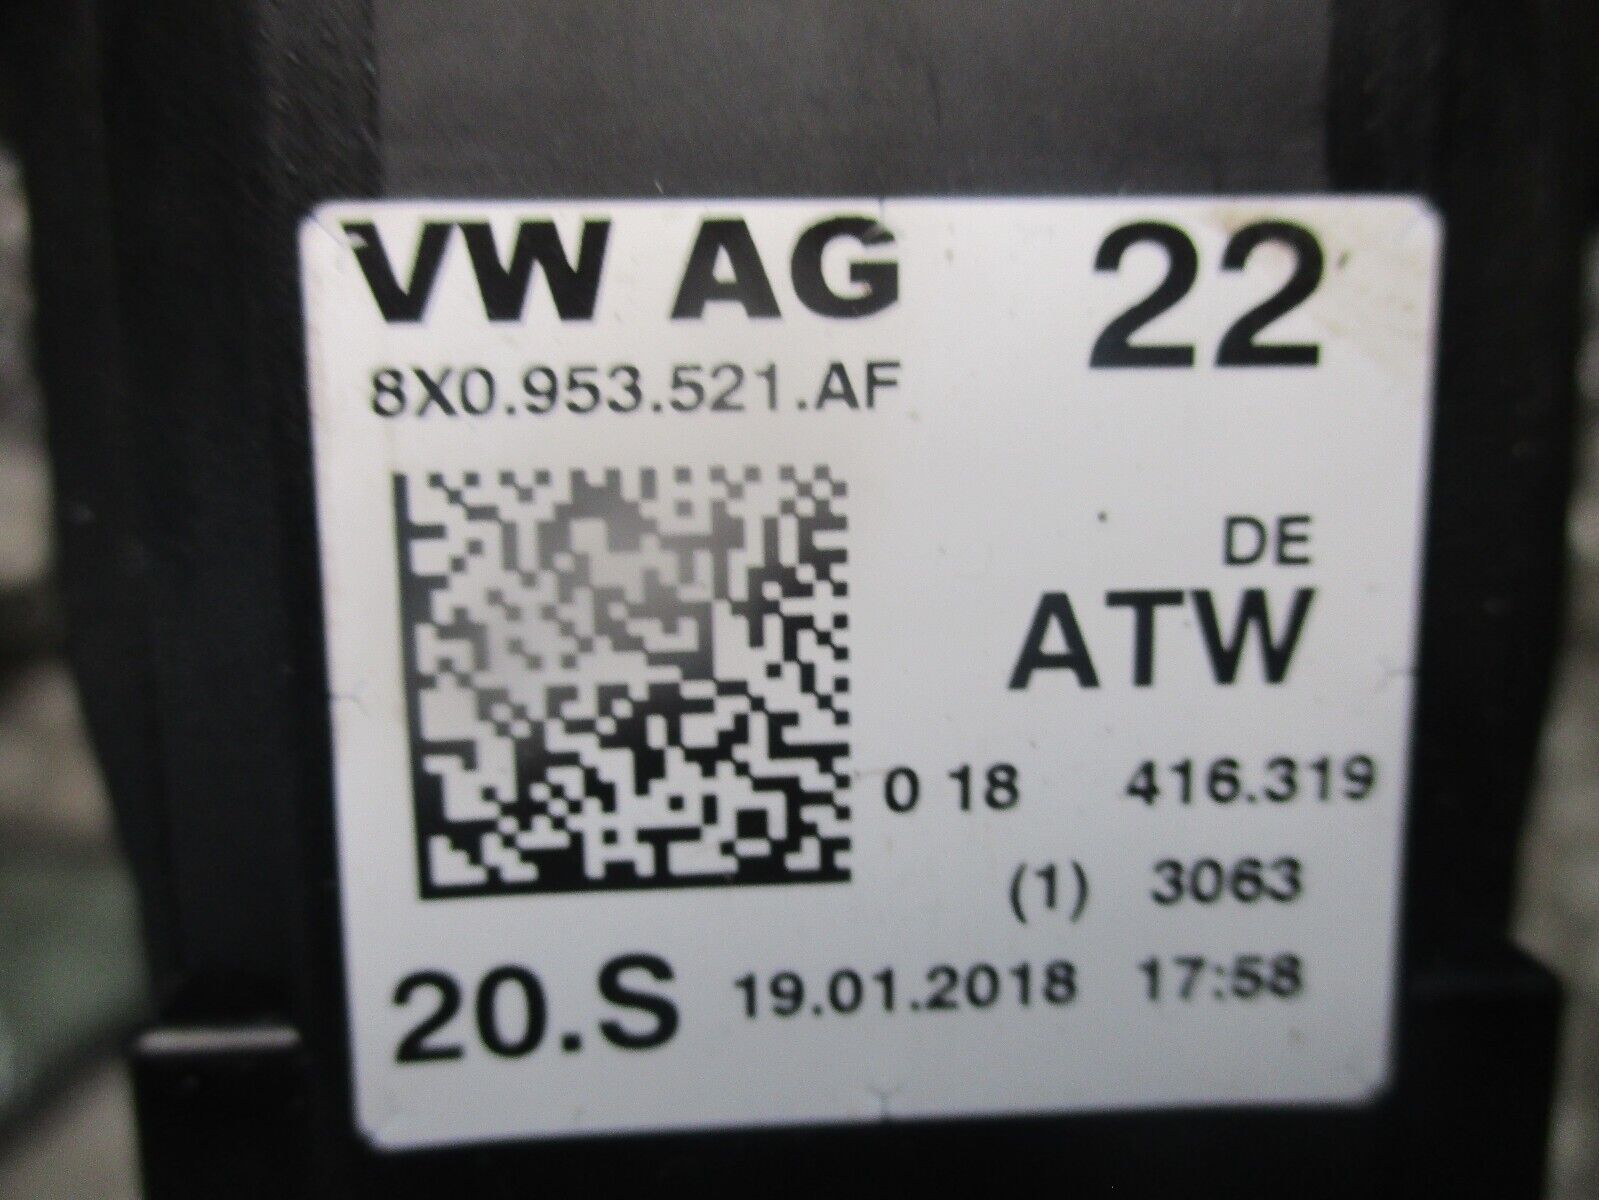 VW AG 22
8X0.953.521.AF
DE
ATW
0 18 416.319
(1) 3063
20.S 19.01.2018 17:58